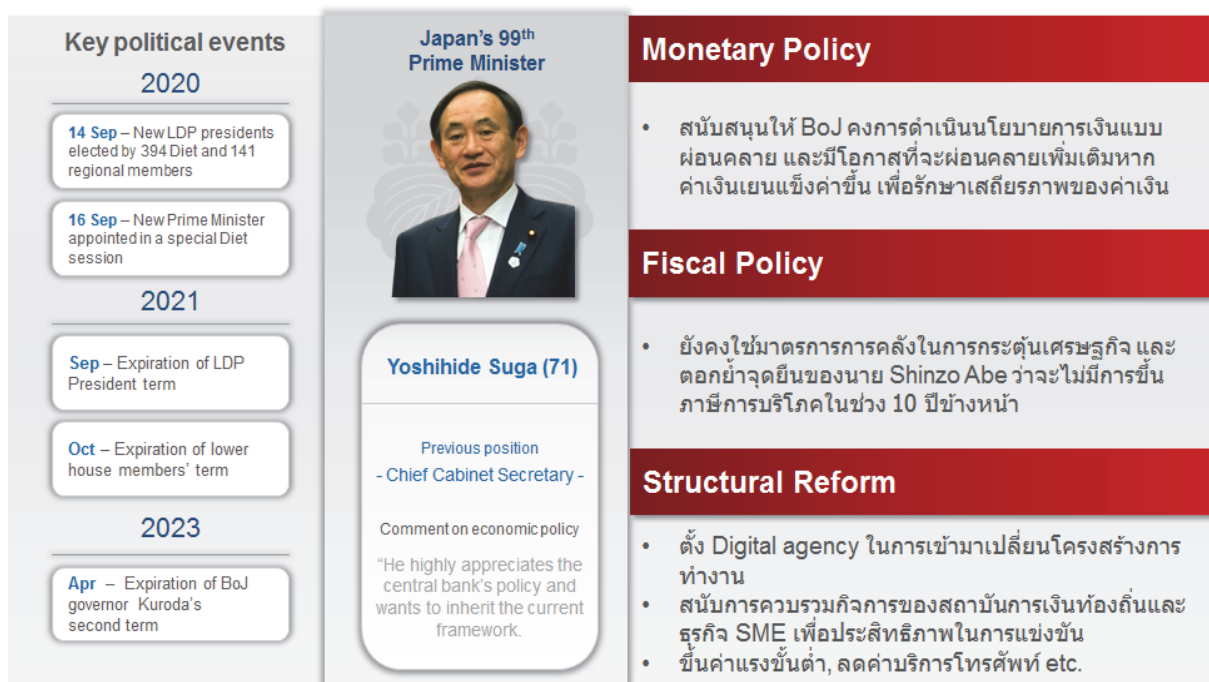 Key political events
2020
14 Sep – New LDP presidents
elected by 394 Diet and 141
regional members
16 Sep – New Prime Minister
appointed in a special Diet
session
2021
Sep – Expiration of LDP
President term
Oct – Expiration of lower
house members' term
2023
Apr – Expiration of BoJ
governor Kuroda's
second term
Japan's 99th
Prime Minister
Yoshihide Suga (71)
Previous position
- Chief Cabinet Secretary -
Comment on economic policy
"He highly appreciates the
central bank's policy and
wants to inherit the current
framework.
Monetary Policy
• สนับสนุนให้ BoJ คงการดำเนินนโยบายการเงินแบบ
ผ่อนคลาย และมีโอกาสที่จะผ่อนคลายเพิ่มเติมหาก
ค่าเงินเยนแข็งค่าขึ้น เพื่อรักษาเสถียรภาพของค่าเงิน
Fiscal Policy
• ยังคงใช้มาตรการการคลังในการกระตุ้นเศรษฐกิจ และ
ตอกย้ำจุดยืนของนาย Shinzo Abe ว่าจะไม่มีการขึ้น
ภาษีการบริโภคในช่วง 10 ปีข้างหน้า
Structural Reform
• ตั้ง Digital agency ในการเข้ามาเปลี่ยนโครงสร้างการ
ทำงาน
• สนับการควบรวมกิจการของสถาบันการเงินท้องถิ่นและ
ธุรกิจ SME เพื่อประสิทธิภาพในการแข่งขัน
• ขึ้นค่าแรงขั้นต่ำ, ลดค่าบริการโทรศัพท์ etc.